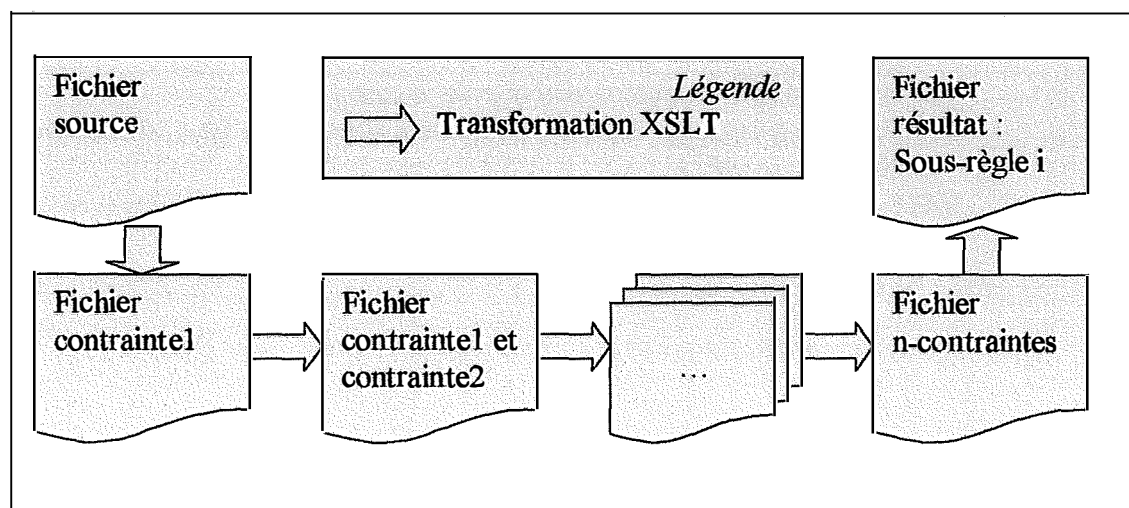 Fichier
source
Légende
Transformation XSLT
Fichier
résultat :
Sous-règle i
Fichier
contrainte1
Fichier
contrainte1 et
contrainte2
...
Fichier
n-contraintes